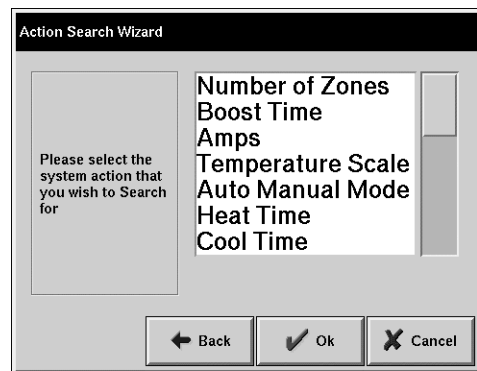 Action Search Wizard
Please select the
system action that
you wish to Search
for
Number of Zones
Boost Time
Amps
Temperature Scale
Auto Manual Mode
Heat Time
Cool Time
Back
Ok
Cancel